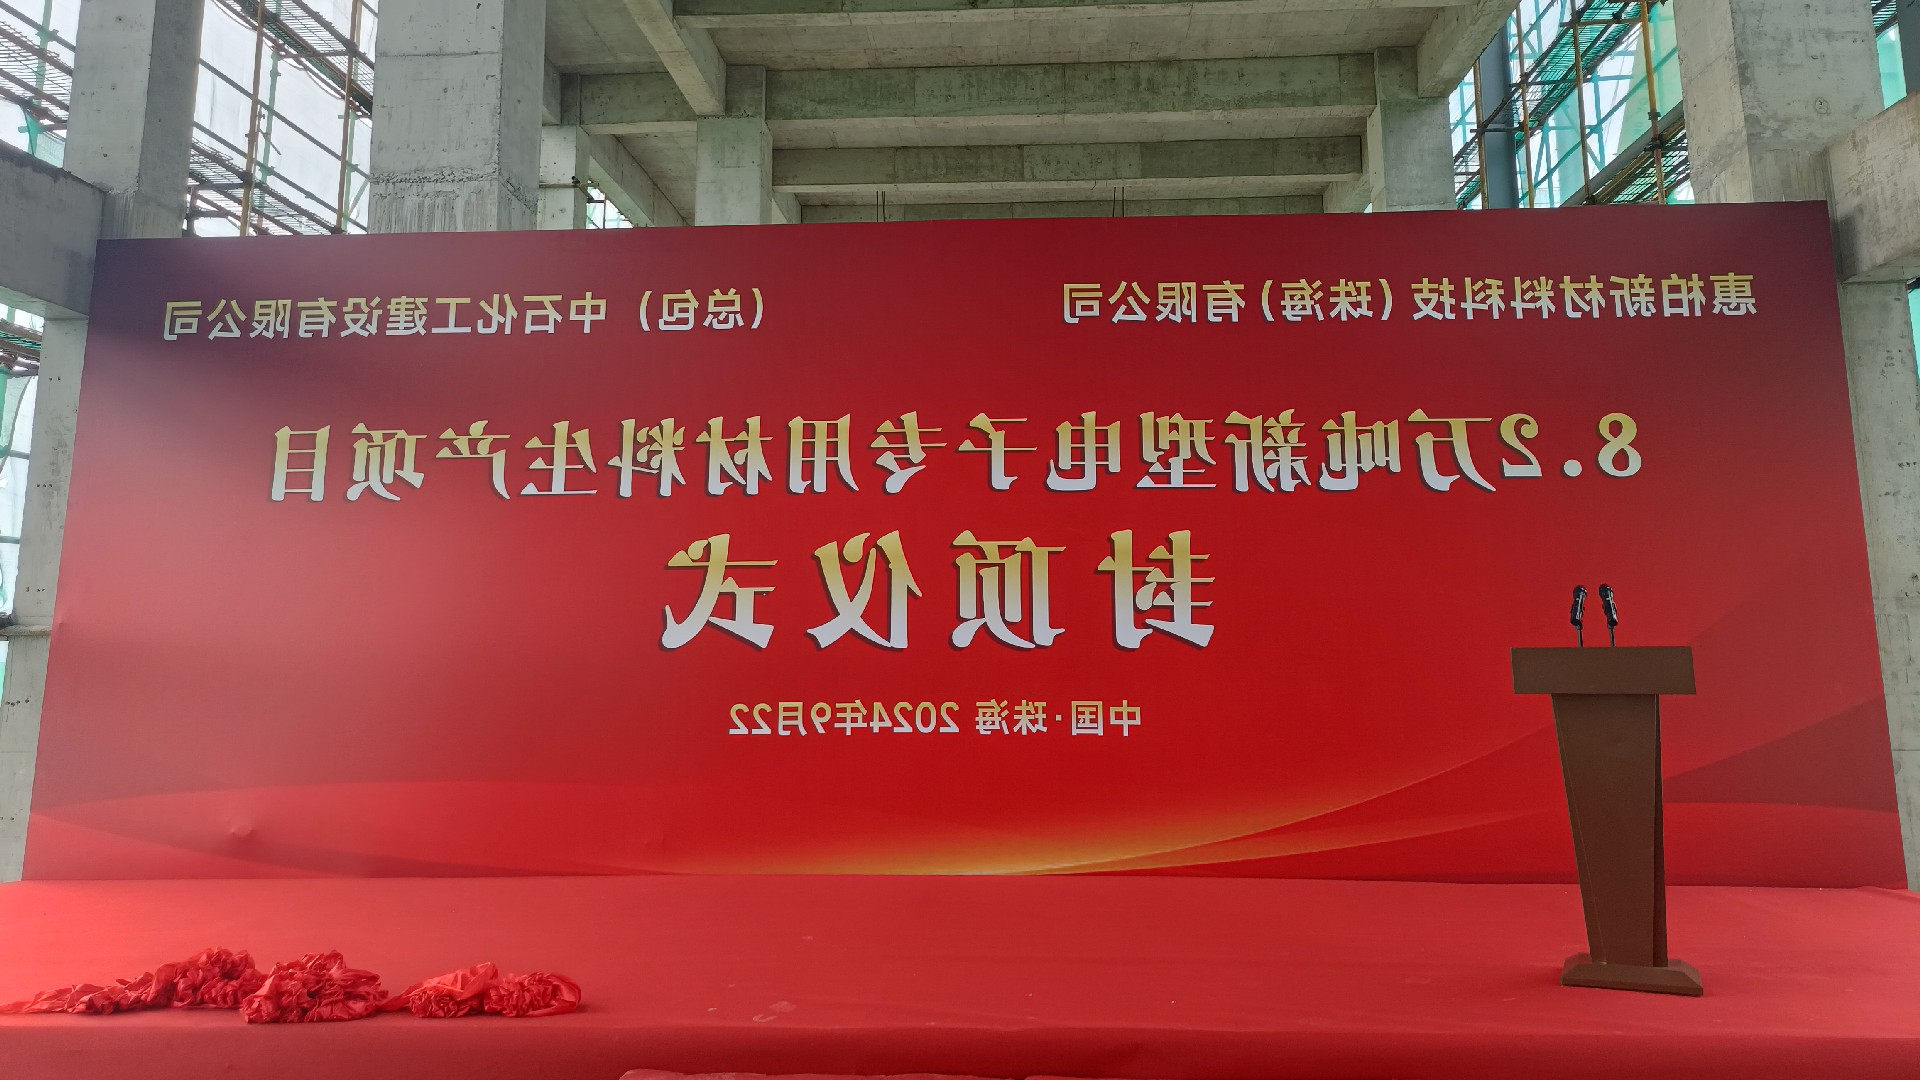 惠柏新材料科技（珠海）有限公司 （总包）中石化工建设有限公司
8.2万吨新型电子专用材料生产项目
封顶仪式
中国·珠海 2024年9月22